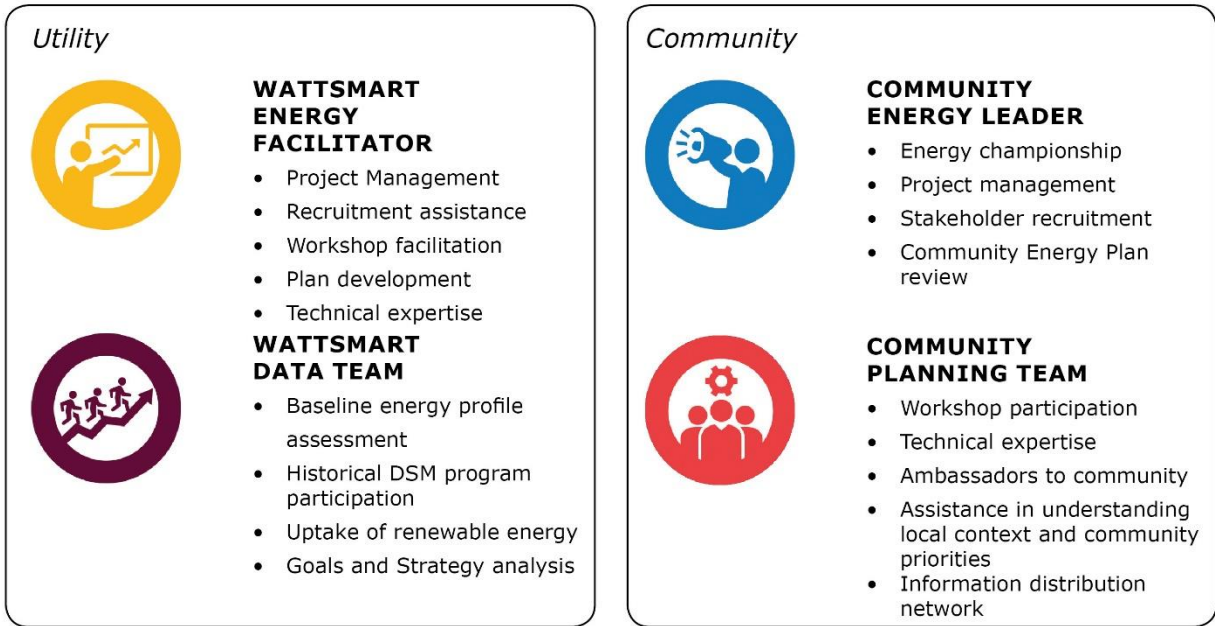 Utility
WATTSMART
ENERGY
FACILITATOR
• Project Management
• Recruitment assistance
• Workshop facilitation
• Plan development
• Technical expertise
WATTSMART
DATA TEAM
• Baseline energy profile
assessment
• Historical DSM program
participation
• Uptake of renewable energy
• Goals and Strategy analysis
Community
COMMUNITY
ENERGY LEADER
• Energy championship
• Project management
• Stakeholder recruitment
• Community Energy Plan
review
COMMUNITY
PLANNING TEAM
• Workshop participation
• Technical expertise
• Ambassadors to community
• Assistance in understanding
local context and community
priorities
• Information distribution
network